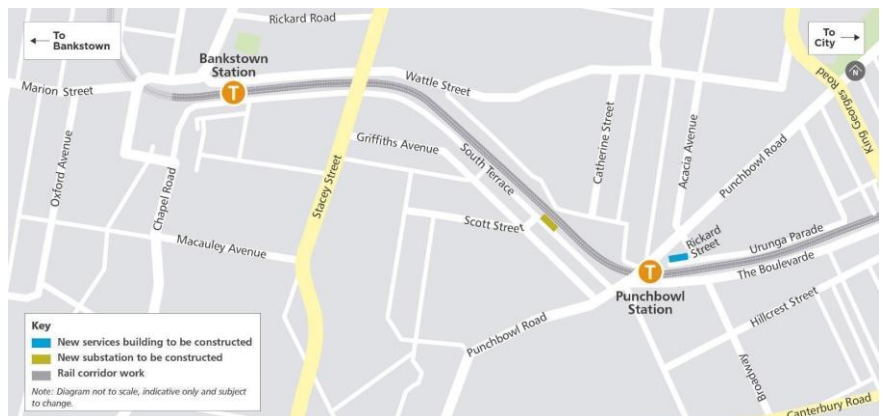 To
Bankstown
Rickard Road
To
City
Bankstown
Station
T
N
Marion Street
Wattle Street
King Georges Road
Oxford Avenue
Chapel Road
Stacey Street
Griffiths Avenue
South Terrace
Catherine Street
Acacia Avenue
Punchbowl Road
Scott Street
Macauley Avenue
Rickard
Street
Urunga Parade
T
The Boulevarde
Punchbowl
Station
Hillcrest Street
Punchbowl Road
Broadway
Canterbury Road
Key
New services building to be constructed
New substation to be constructed
Rail corridor work
Note: Diagram not to scale, indicative only and subject
to change.